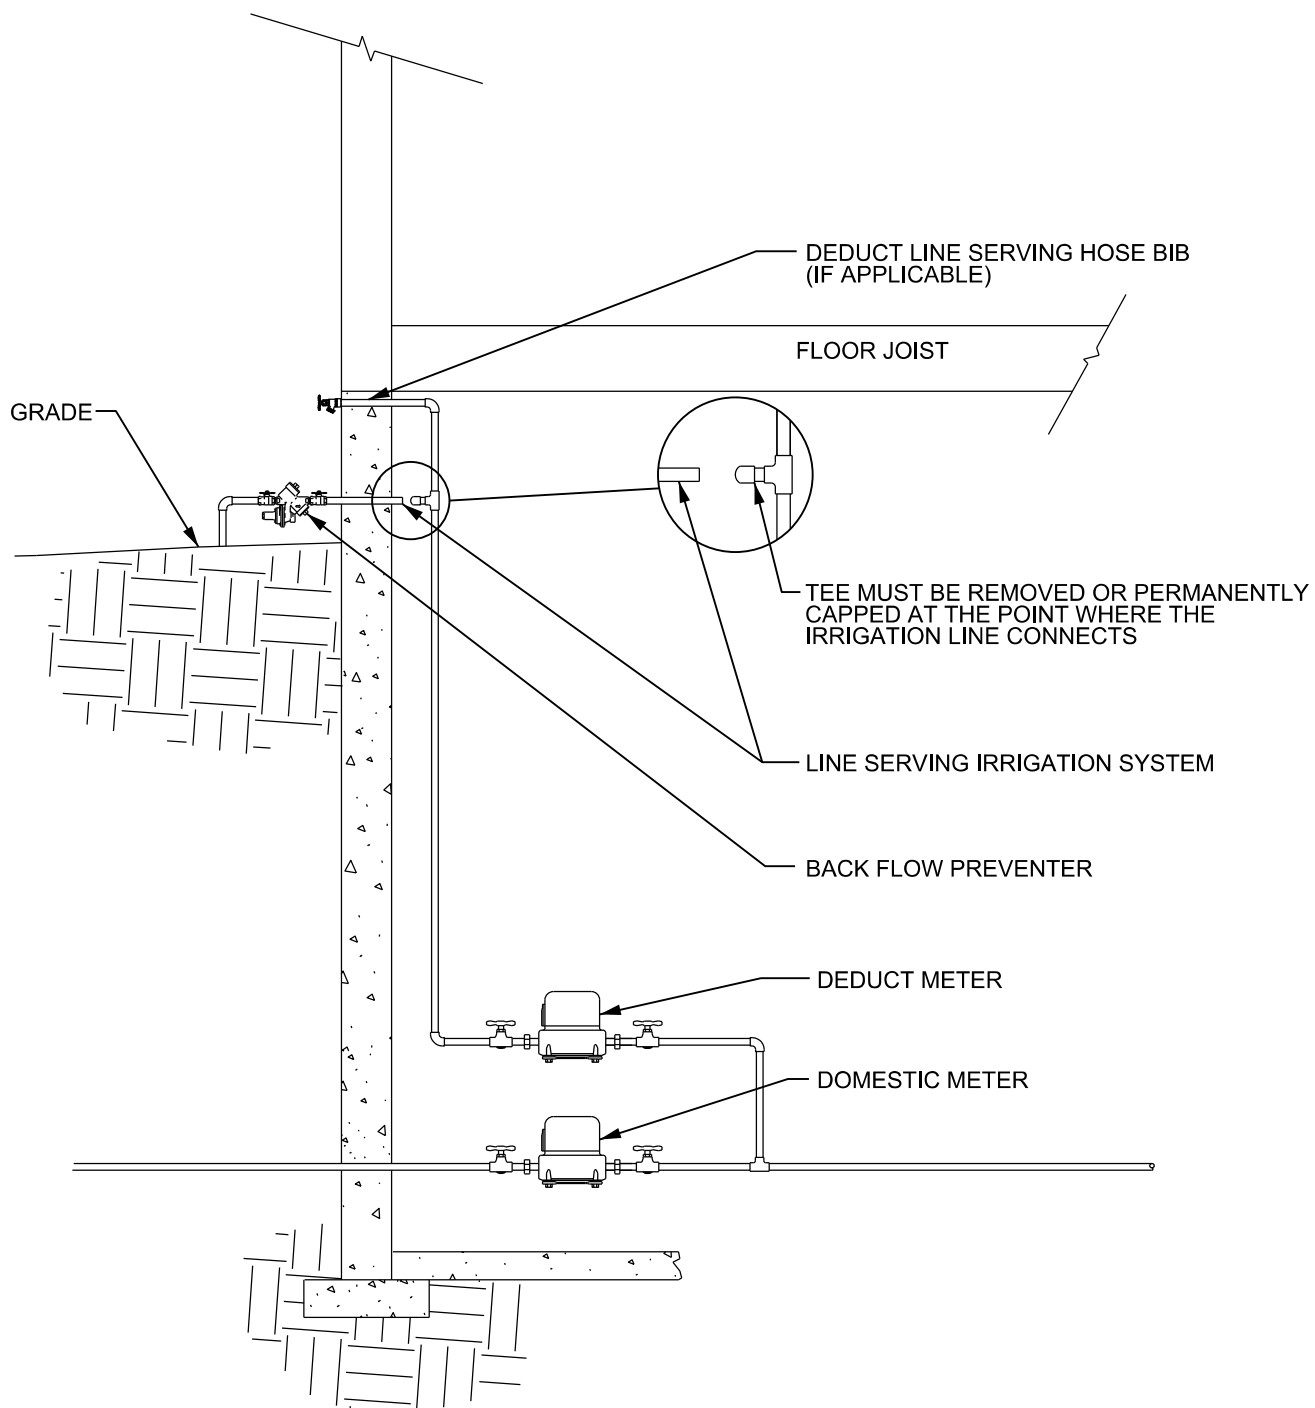 DEDUCT LINE SERVING HOSE BIB
(IF APPLICABLE)
FLOOR JOIST
GRADE
TEE MUST BE REMOVED OR PERMANENTLY
CAPPED AT THE POINT WHERE THE
IRRIGATION LINE CONNECTS
LINE SERVING IRRIGATION SYSTEM
BACK FLOW PREVENTER
DEDUCT METER
DOMESTIC METER